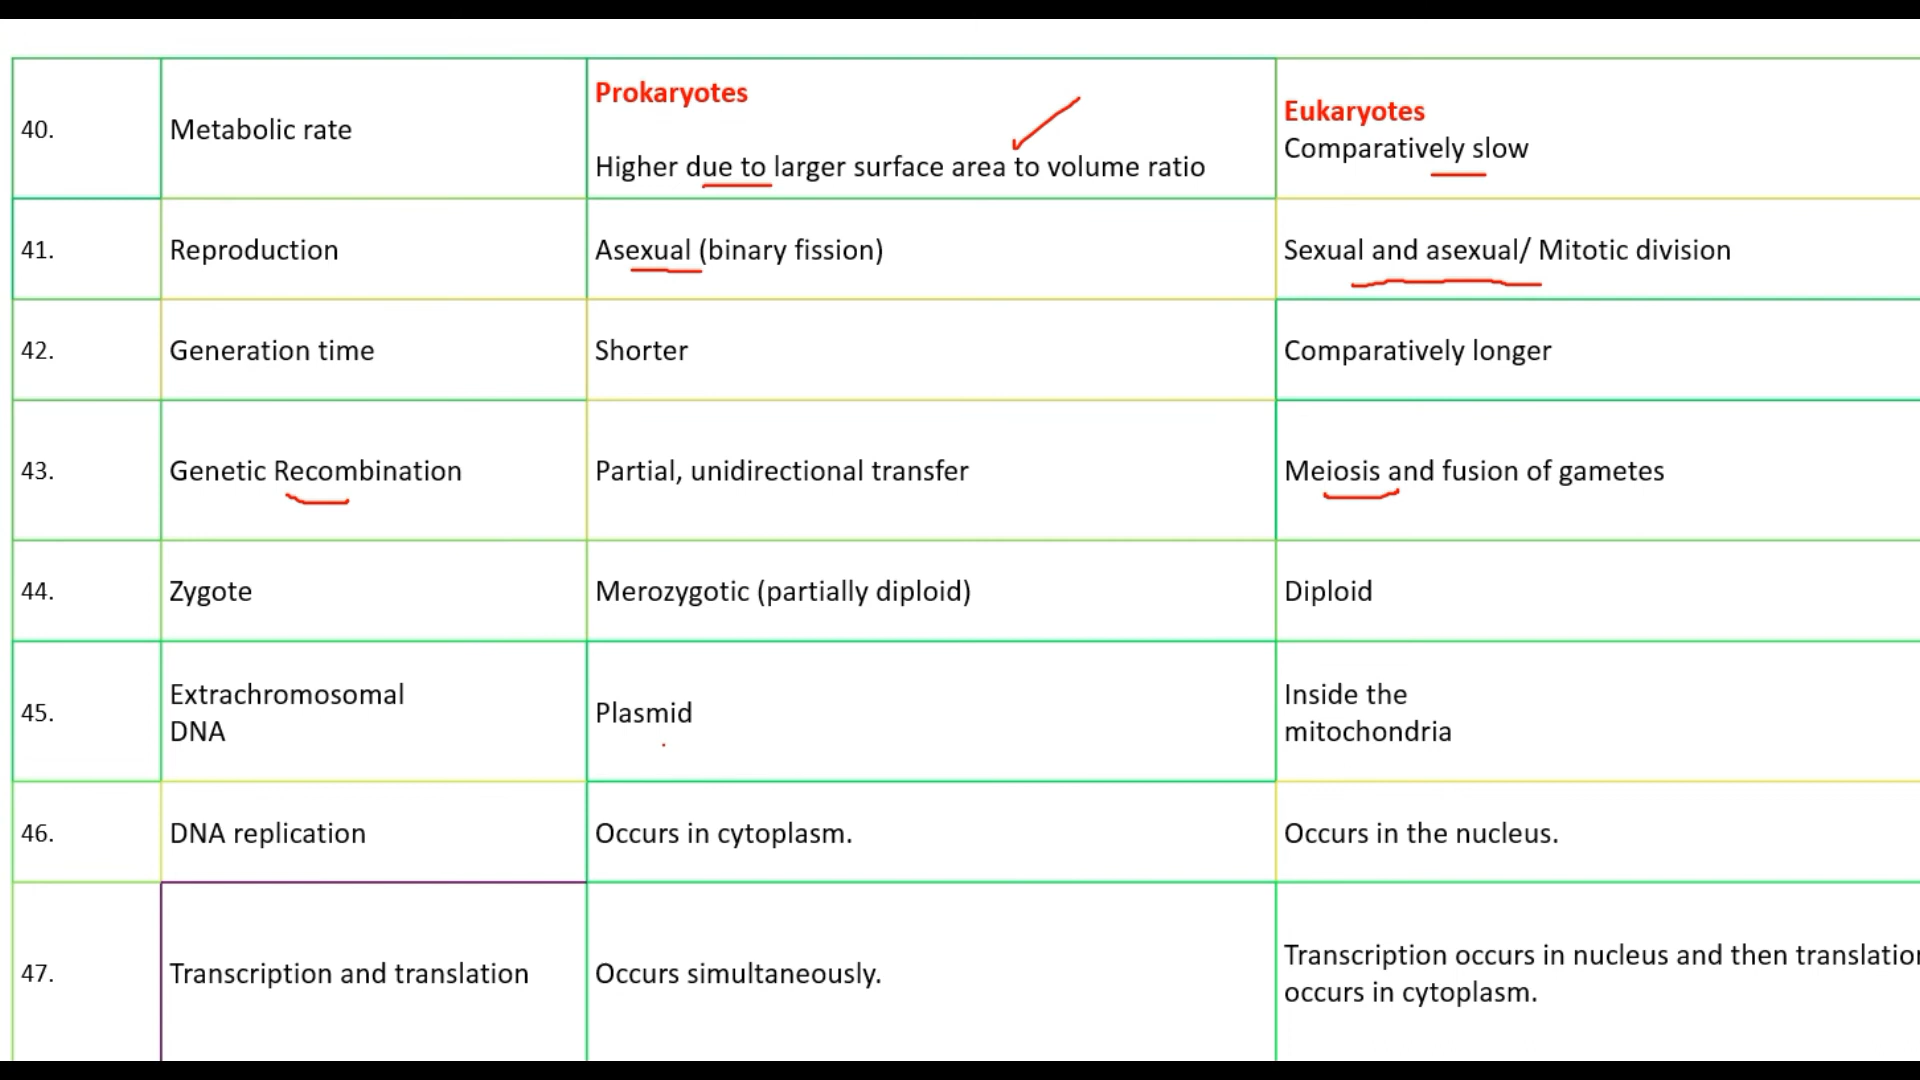 40.
Metabolic rate
Prokaryotes
Higher due to larger surface area to volume ratio
Eukaryotes
Comparatively slow
41.
Reproduction
Asexual (binary fission)
Sexual and asexual/ Mitotic division
42.
Generation time
Shorter
Comparatively longer
43.
Genetic Recombination
Partial, unidirectional transfer
Meiosis and fusion of gametes
44.
Zygote
Merozygotic (partially diploid)
Diploid
45.
Extrachromosomal
DNA
Plasmid
Inside the
mitochondria
46.
DNA replication
Occurs in cytoplasm.
Occurs in the nucleus.
47.
Transcription and translation
Occurs simultaneously.
Transcription occurs in nucleus and then translation
occurs in cytoplasm.